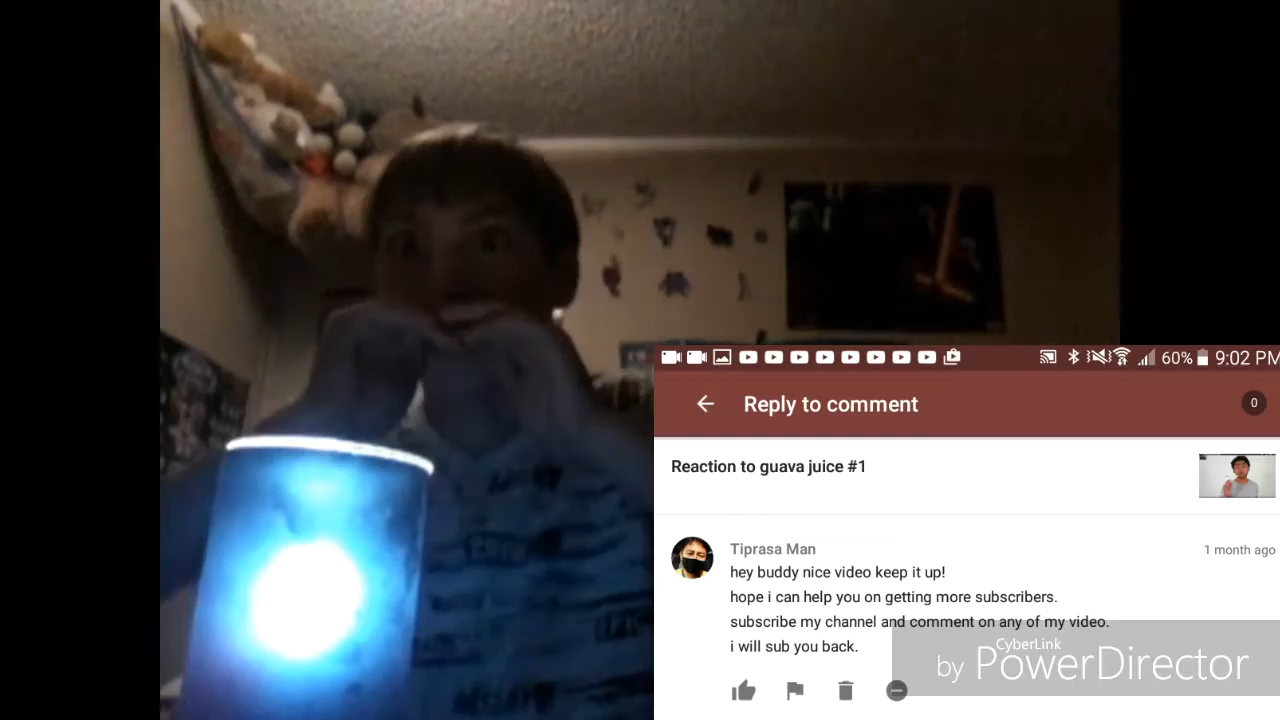 60% 9:02 PM
Reply to comment
0
Reaction to guava juice #1
Tiprasa Man
1 month ago
hey buddy nice video keep it up!
hope i can help you on getting more subscribers.
subscribe my channel and comment on any of my video.
i will sub you back.
CyberLink
by PowerDirector